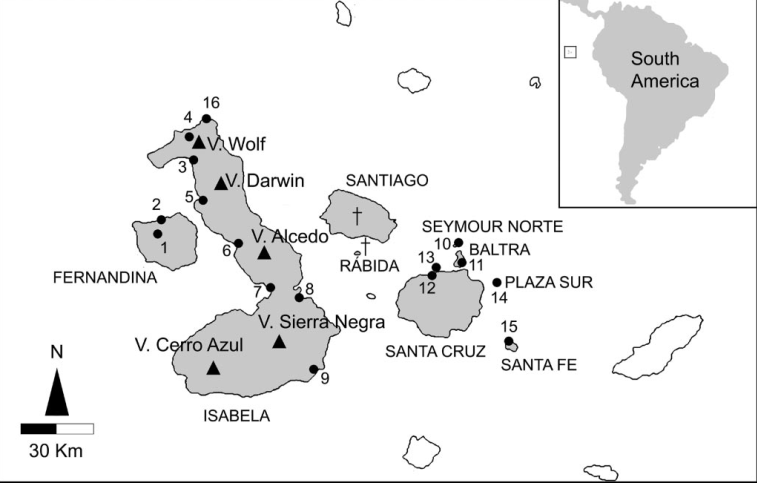 South
America
16
4
V. Wolf
3
V. Darwin
SANTIAGO
5
2
1
SEYMOUR NORTE
V. Alcedo
10
BALTRA
6
RÁBIDA
13
11
FERNANDINA
12
PLAZA SUR
7
8
14
V. Sierra Negra
15
V. Cerro Azul
SANTA CRUZ
SANTA FE
N
9
ISABELA
30 Km